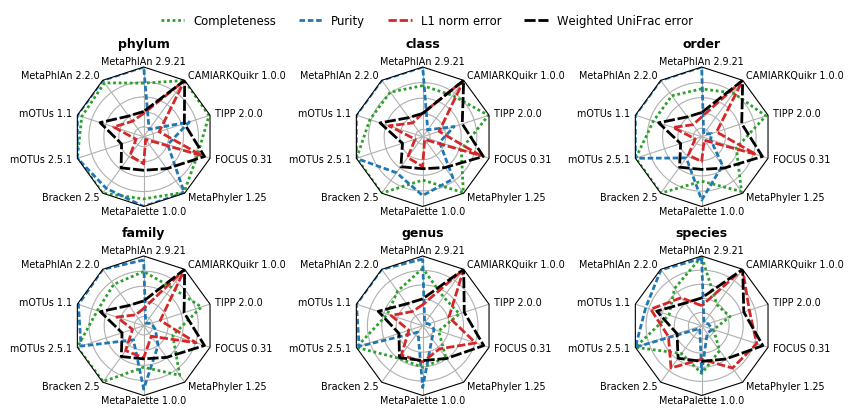 Completeness Purity L1 norm error Weighted UniFrac error
phylum class order
MetaPhlAn 2.9.21 MetaPhlAn 2.9.21 MetaPhlAn 2.9.21
MetaPhlAn 2.2.0 CAMIARKQuikr 1.0.0 MetaPhlAn 2.2.0 CAMIARKQuikr 1.0.0 MetaPhlAn 2.2.0 CAMIARKQuikr 1.0.0
mOTUs 1.1 TIPP 2.0.0 mOTUs 1.1 TIPP 2.0.0 mOTUs 1.1 TIPP 2.0.0
mOTUs 2.5.1 FOCUS 0.31 mOTUs 2.5.1 FOCUS 0.31 mOTUs 2.5.1 FOCUS 0.31
Bracken 2.5 MetaPhyler 1.25 Bracken 2.5 MetaPhyler 1.25 Bracken 2.5 MetaPhyler 1.25
MetaPalette 1.0.0 MetaPalette 1.0.0 MetaPalette 1.0.0
family genus species
MetaPhlAn 2.9.21 MetaPhlAn 2.9.21 MetaPhlAn 2.9.21
MetaPhlAn 2.2.0 CAMIARKQuikr 1.0.0 MetaPhlAn 2.2.0 CAMIARKQuikr 1.0.0 MetaPhlAn 2.2.0 CAMIARKQuikr 1.0.0
mOTUs 1.1 TIPP 2.0.0 mOTUs 1.1 TIPP 2.0.0 mOTUs 1.1 TIPP 2.0.0
mOTUs 2.5.1 FOCUS 0.31 mOTUs 2.5.1 FOCUS 0.31 mOTUs 2.5.1 FOCUS 0.31
Bracken 2.5 MetaPhyler 1.25 Bracken 2.5 MetaPhyler 1.25 Bracken 2.5 MetaPhyler 1.25
MetaPalette 1.0.0 MetaPalette 1.0.0 MetaPalette 1.0.0